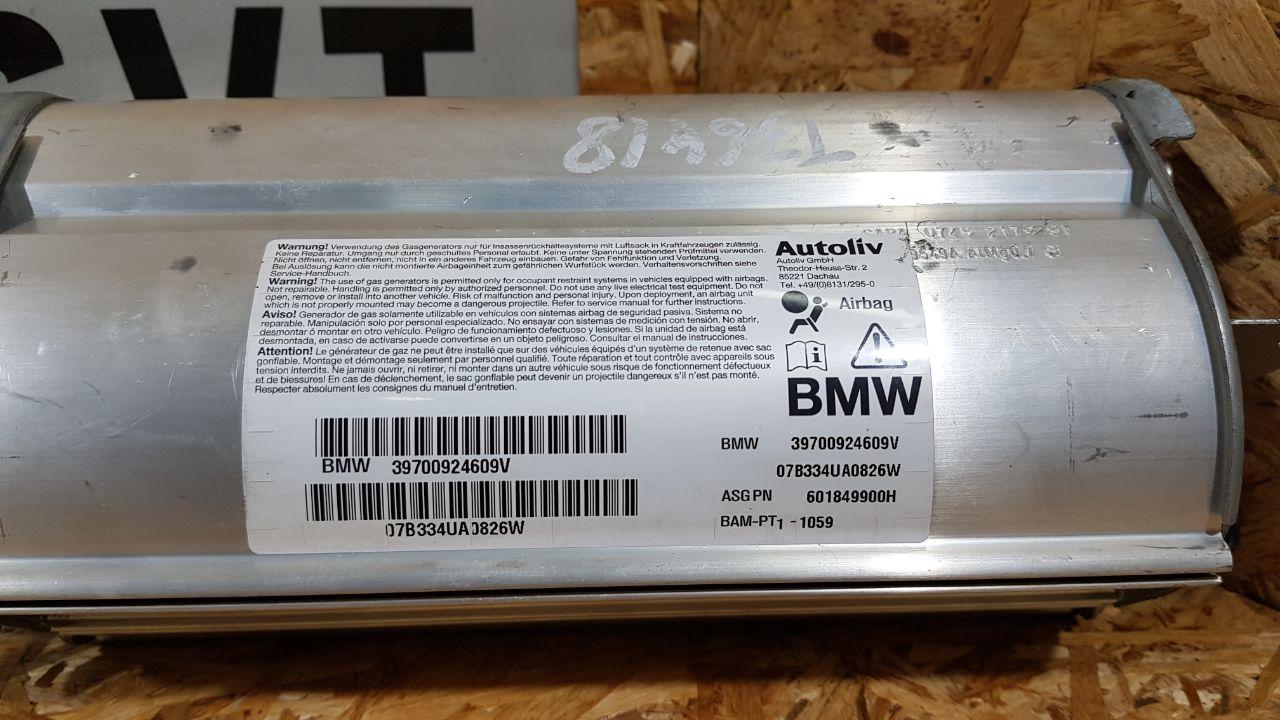 SVT
Warnung! Verwendung des Gasgenerators nur für Insassenrückhaltesysteme mit Luftsack in Kraftfahrzeugen zulässig.
Keine Reparatur. Umgang nur durch geschultes Personal erlaubt. Keine unter Spannung stehenden Prüfmittel verwenden.
Nicht öffnen, nicht entfernen, nicht in ein anderes Fahrzeug einbauen. Gefahr von Fehlfunktion und Verletzung.
Bei Auslösung kann die nicht montierte Airbageinheit zum gefährlichen Wurfstück werden. Verhaltensvorschriften siehe
Service-Handbuch.
Warning! The use of gas generators is permitted only for occupant restraint systems in vehicles equipped with airbags.
Not repairable. Handling is permitted only by authorized personnel. Do not use any live electrical test equipment. Do not
open, remove or install into another vehicle. Risk of malfunction and personal injury. Upon deployment, an airbag unit
which is not properly mounted may become a dangerous projectile. Refer to service manual for further instructions.
Aviso! Generador de gas solamente utilizable en vehículos con sistemas airbag de seguridad pasiva. Sistema no
reparable. Manipulación solo por personal especializado. No ensayar con sistemas de medición con tensión. No abrir,
desmontar ó montar en otro vehículo. Peligro de funcionamiento defectuoso y lesiones. Si la unidad de airbag está
desmontada, en caso de activarse puede convertirse en un objeto peligroso. Consultar el manual de instrucciones.
Attention! Le générateur de gaz ne peut être installé que sur des véhicules équipés d'un système de retenue avec sac
gonflable. Montage et démontage seulement par personnel qualifié. Toute réparation et tout contrôle avec appareils sous
tension interdits. Ne jamais ouvrir, ni retirer, ni monter dans un autre véhicule sous risque de fonctionnement défectueux
et de blessures! En cas de déclenchement, le sac gonflable peut devenir un projectile dangereux s'il n'est pas monté.
Respecter absolument les consignes du manuel d'entretien.
Autoliv
Autoliv GmbH
Theodor-Heuss-Str. 2
85221 Dachau
Tel. +49/(0)8131/295-0
Airbag
BMW
BMW 39700924609V
07B334UA0826W
BMW 39700924609V
07B334UA0826W
ASG PN 601849900H
BAM-PT1 - 1059